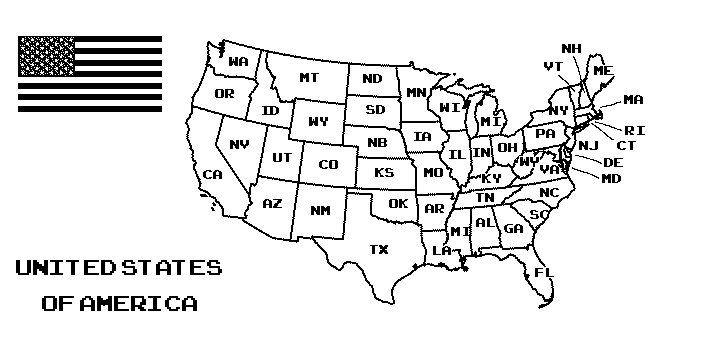 NH
VT
ME
WA
MT
ND
MN
OR
ID
SD
WI
MI
NY
MA
WY
IA
PA
RI
NV
NB
OH
NJ
CT
UT
CO
IL
IN
WY
DE
CA
KS
MO
KY
VA
MD
AZ
NM
OK
AR
TN
NC
SC
TX
LA
MI
AL
GA
FL
UNITED STATES
OF AMERICA